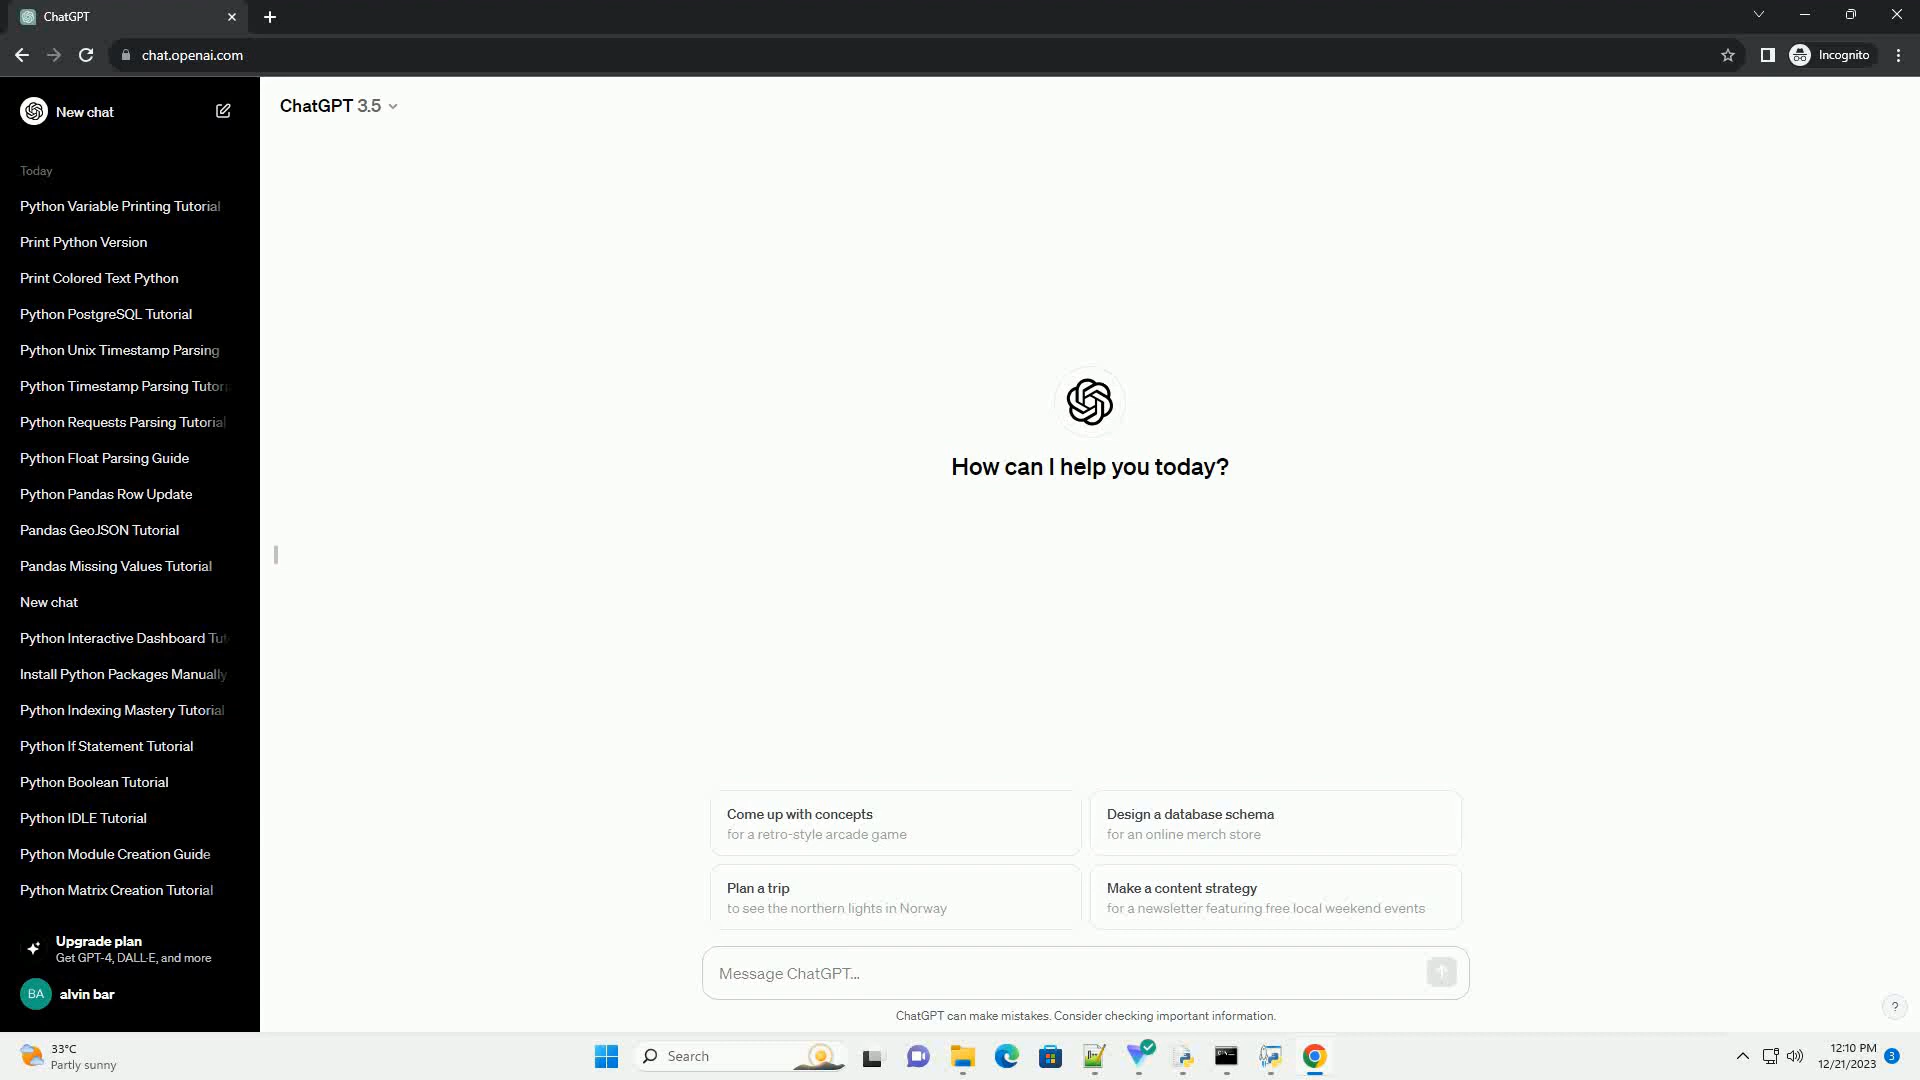 ChatGPT
chat.openai.com
Incognito
New chat
Today
Python Variable Printing Tutorial
Print Python Version
Print Colored Text Python
Python PostgreSQL Tutorial
Python Unix Timestamp Parsing
Python Timestamp Parsing Tutori
Python Requests Parsing Tutorial
Python Float Parsing Guide
Python Pandas Row Update
Pandas GeoJSON Tutorial
Pandas Missing Values Tutorial
New chat
Python Interactive Dashboard Tut
Install Python Packages Manually
Python Indexing Mastery Tutorial
Python If Statement Tutorial
Python Boolean Tutorial
Python IDLE Tutorial
Python Module Creation Guide
Python Matrix Creation Tutorial
Upgrade plan
Get GPT-4, DALL·E, and more
BA
alvin bar
ChatGPT 3.5
How can I help you today?
Come up with concepts
for a retro-style arcade game
Design a database schema
for an online merch store
Plan a trip
to see the northern lights in Norway
Make a content strategy
for a newsletter featuring free local weekend events
Message ChatGPT...
ChatGPT can make mistakes. Consider checking important information.
?
33°C
Partly sunny
Search
12:10 PM
12/21/2023
3